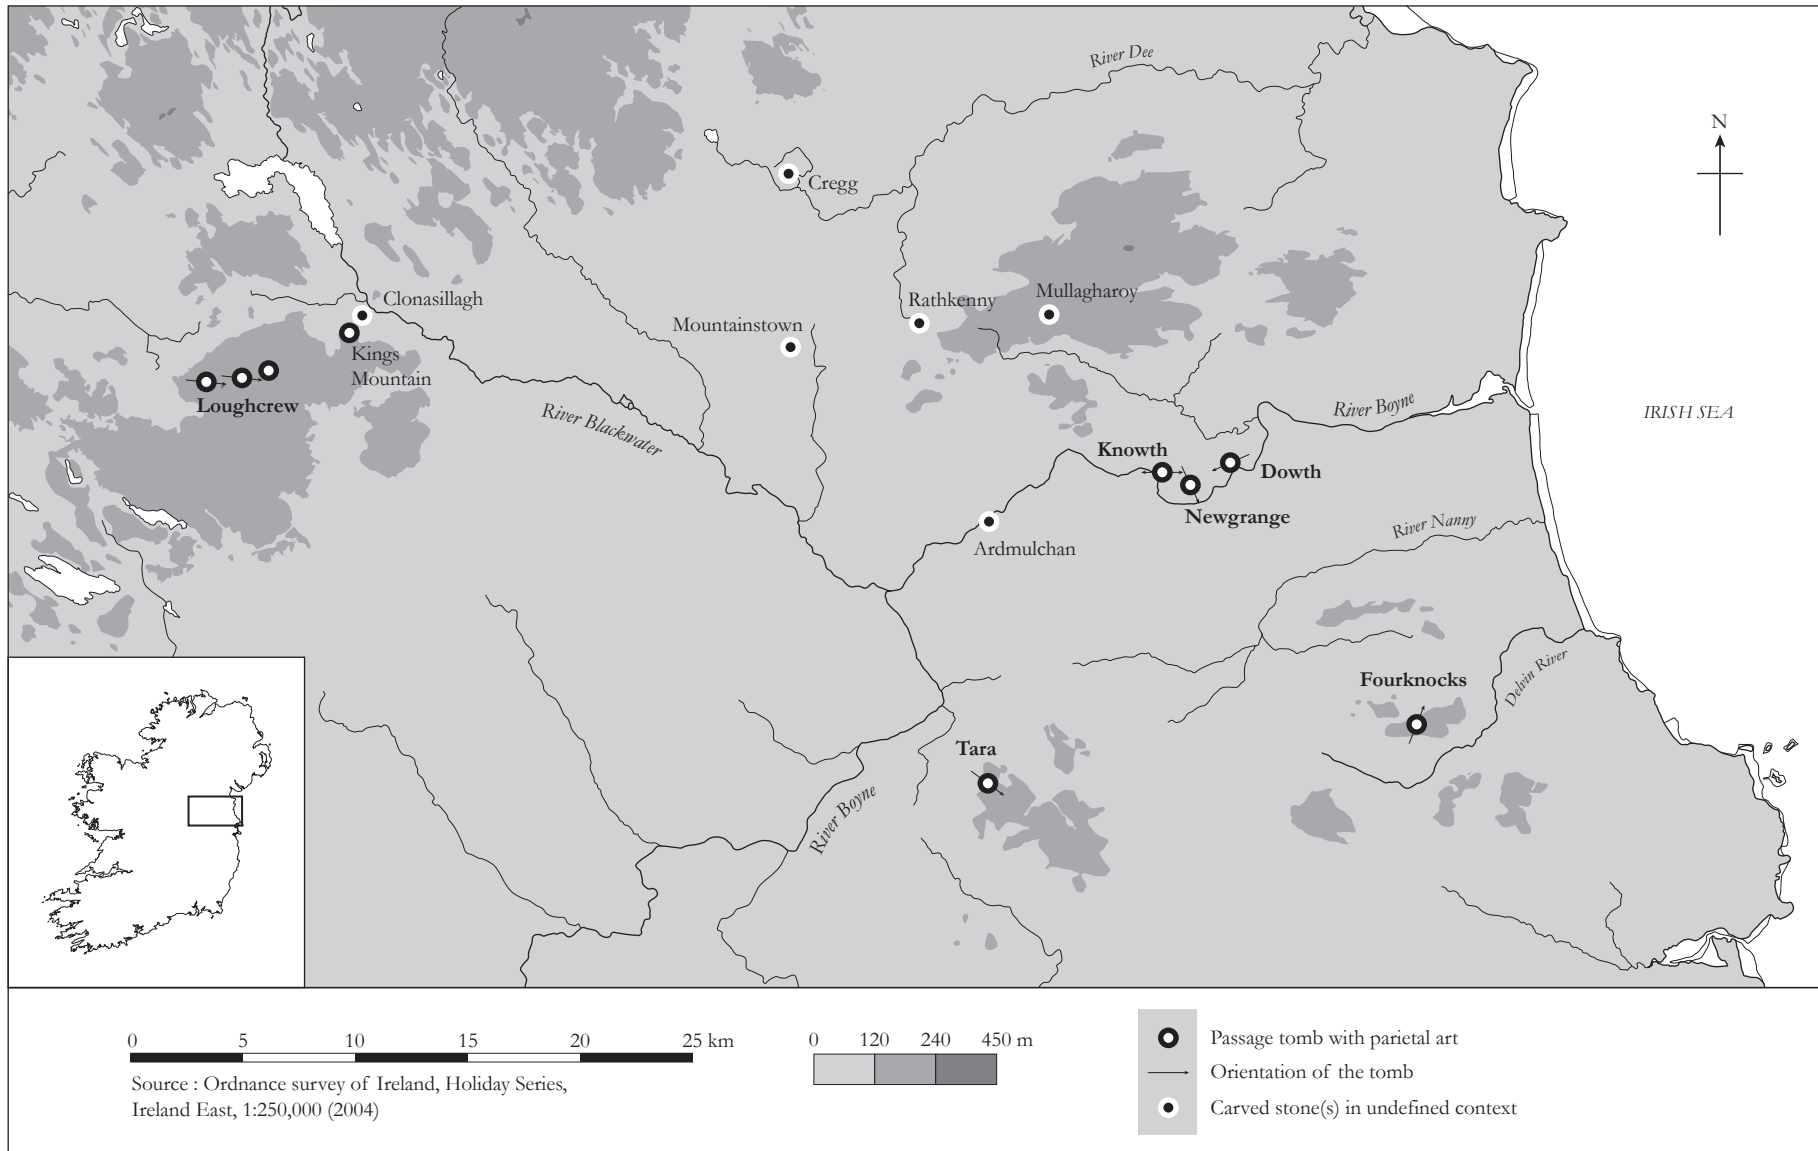 River Dee
N
Cregg
Clonasillagh
Rathkenny
Mullagharoy
Mountainstown
Kings
Mountain
Loughcrew
River Blackwater
River Boyne
IRISH SEA
Knowth
Dowth
Newgrange
River Nanny
Ardmulchan
Fourknocks
Delvin River
Tara
River Boyne
0 5 10 15 20 25 km
Source : Ordnance survey of Ireland, Holiday Series,
Ireland East, 1:250,000 (2004)
0 120 240 450 m
Passage tomb with parietal art
Orientation of the tomb
Carved stone(s) in undefined context